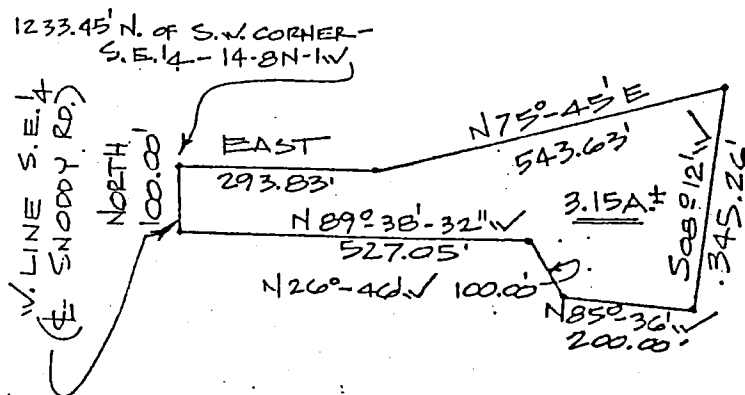 1233.45' N. OF S.W. CORNER-
S.E.1/4 - 14-8N-1W
W. LINE S.E.1/4
(℄ SNODDY RD.)
NORTH
100.00'
EAST
293.83'
N75°-45'E
543.63'
3.15A.±
S08°12'W
345.26'
N89°-38'-32"W
527.05'
N26°-46'W 100.00'
N85°-36'W
200.00'